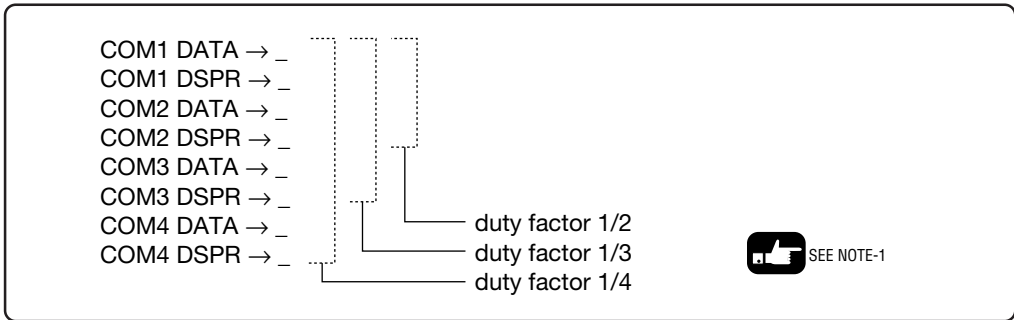 COM1 DATA → _
COM1 DSPR → _
COM2 DATA → _
COM2 DSPR → _
COM3 DATA → _
COM3 DSPR → _
COM4 DATA → _
COM4 DSPR → _
duty factor 1/2
duty factor 1/3
duty factor 1/4
SEE NOTE-1